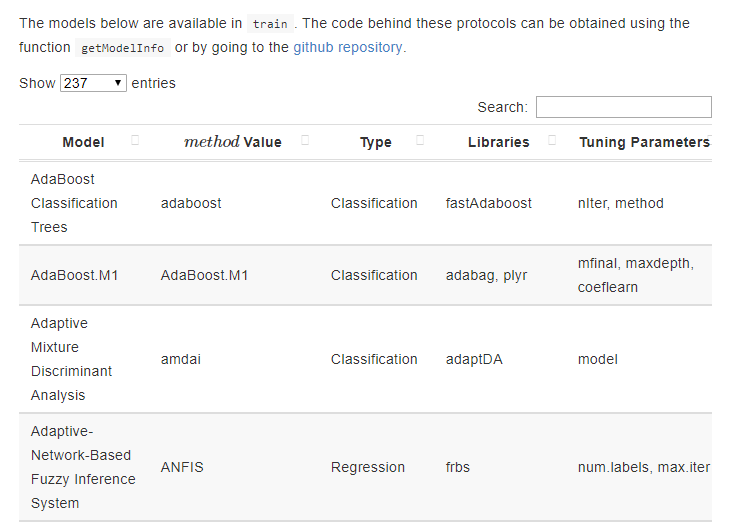 The models below are available in train . The code behind these protocols can be obtained using the
function getModelInfo or by going to the github repository.
Show 237 entries
Search:
Model method Value Type Libraries Tuning Parameters
AdaBoost
Classification
Trees
adaboost Classification fastAdaboost nIter, method
AdaBoost.M1 AdaBoost.M1 Classification adabag, plyr
mfinal, maxdepth,
coeflearn
Adaptive
Mixture
Discriminant
Analysis
amdai Classification adaptDA model
Adaptive-
Network-Based
Fuzzy Inference
System
ANFIS Regression frbs num.labels, max.iter